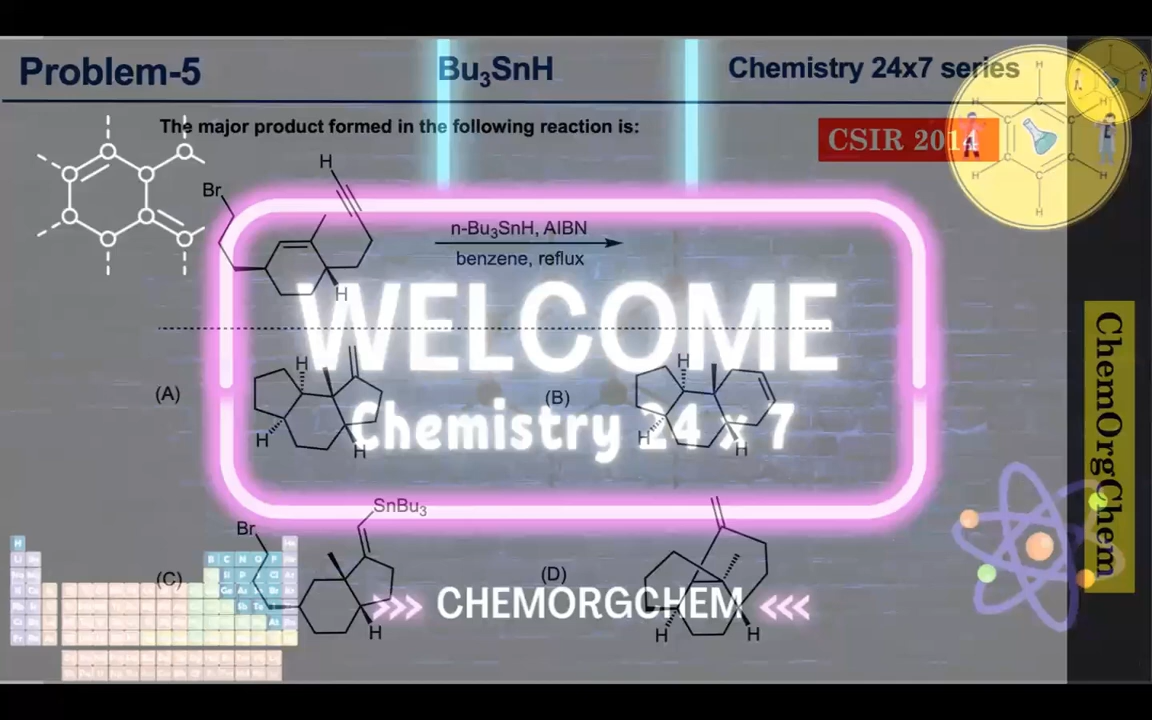 Problem-5
Bu₃SnH
Chemistry 24x7 series
The major product formed in the following reaction is:
CSIR 2014
H
Br
n-Bu₃SnH, AIBN
benzene, reflux
H
WELCOME
(A)
H
H
H
(B)
H
H
H
Chemistry 24 x 7
SnBu₃
Br
(C)
H
(D)
H
H
>>> CHEMORGCHEM <<<
ChemOrgChem